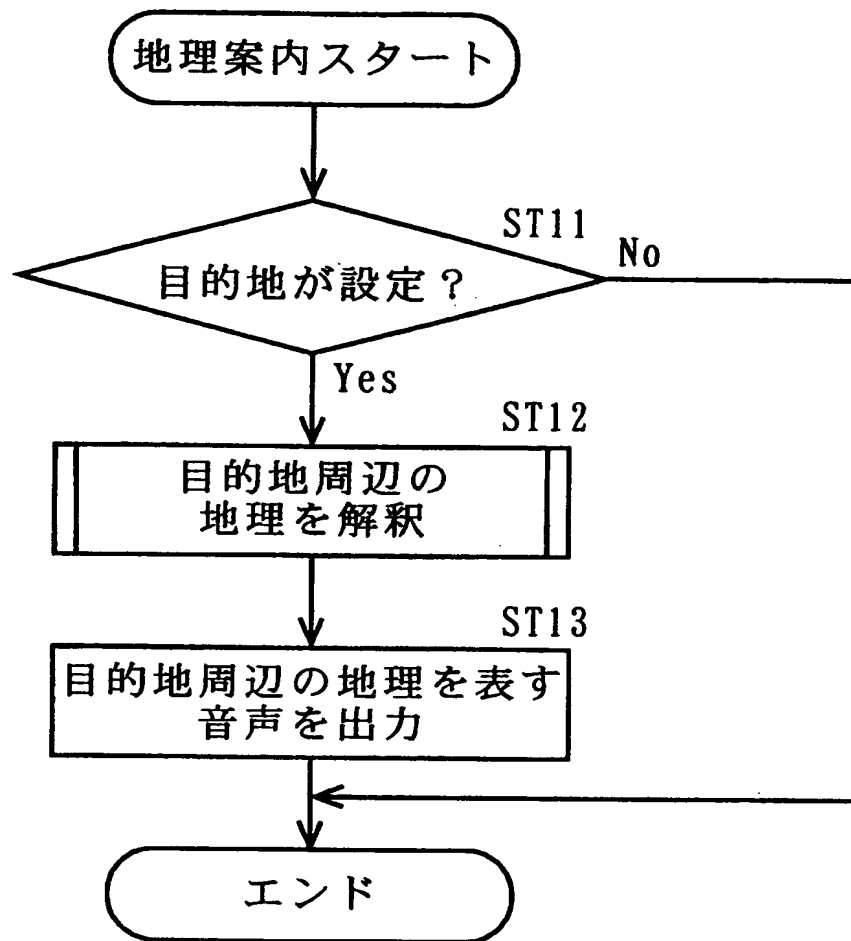 地理案内スタート
ST11
目的地が設定？
No
Yes
ST12
目的地周辺の
地理を解釈
ST13
目的地周辺の地理を表す
音声を出力
エンド